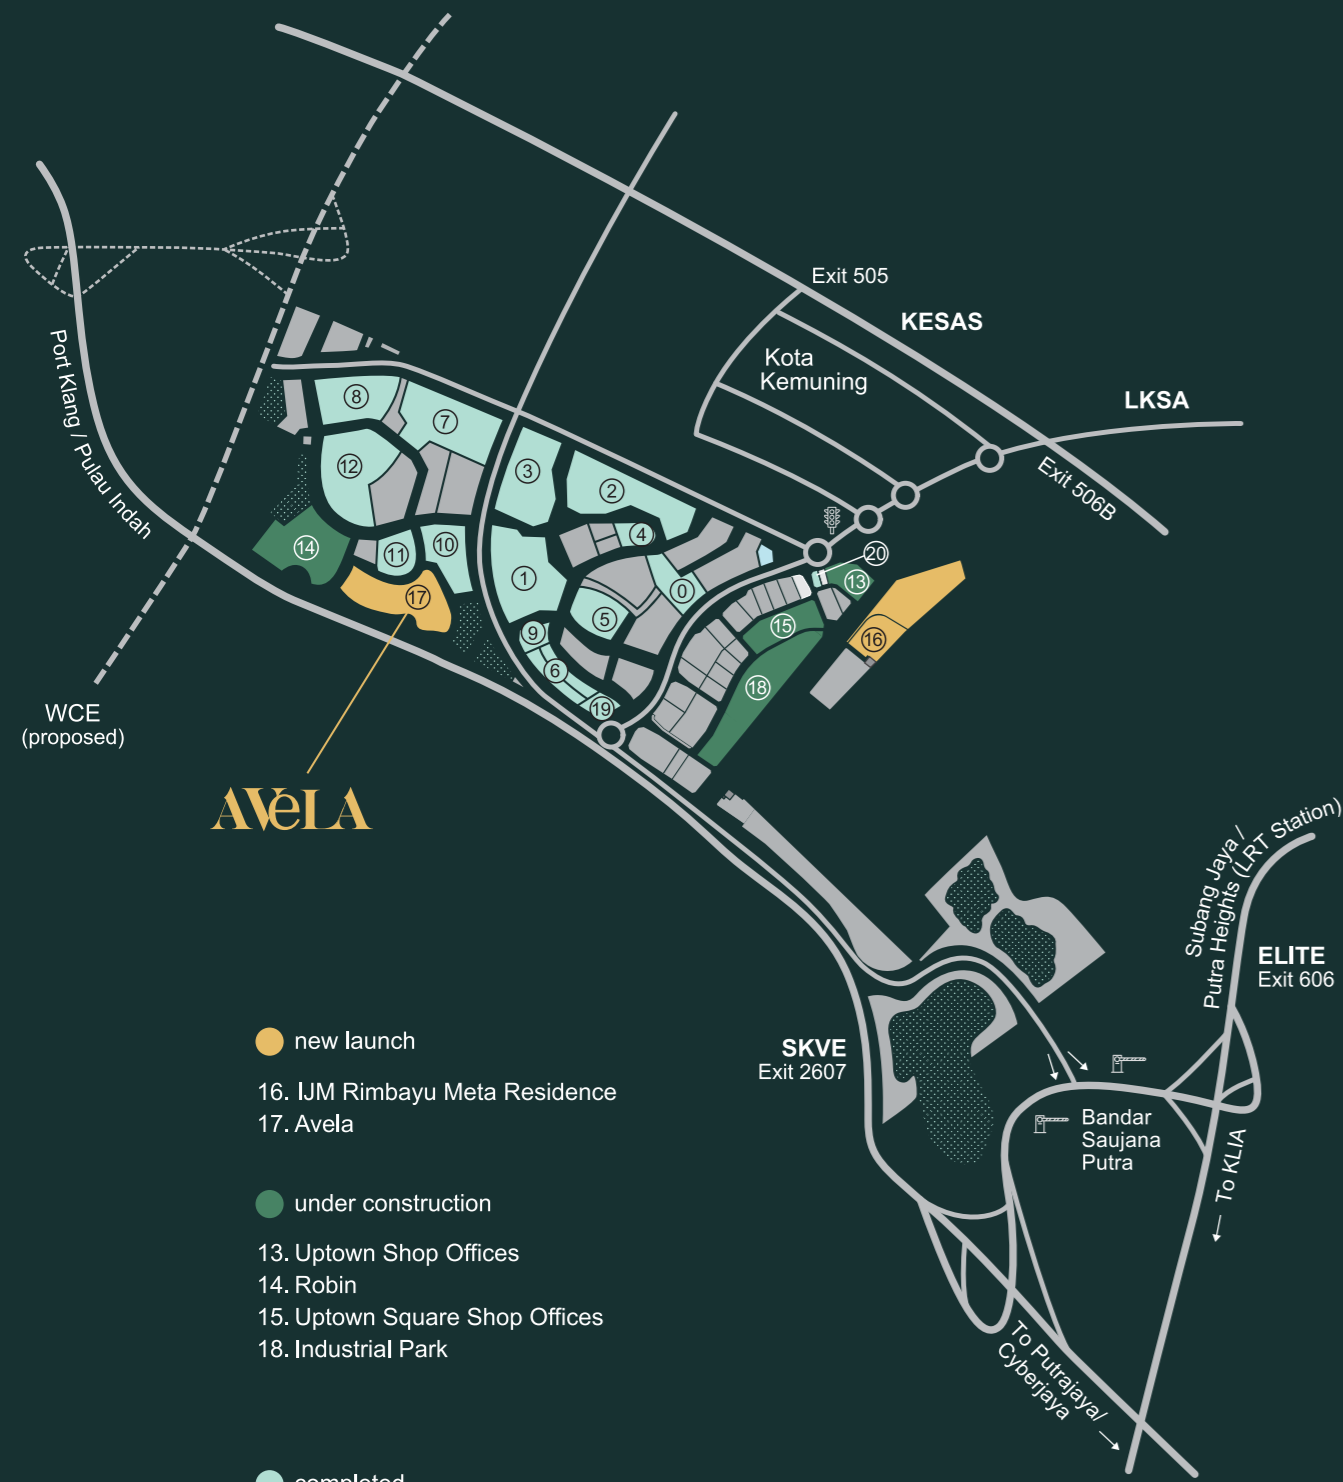 Exit 505
KESAS
Kota
Kemuning
LKSA
Exit 506B
Port Klang / Pulau Indah
8
7
3
12
2
4
20
14
11
10
1
0
13
17
5
15
16
9
6
18
19
WCE
(proposed)
AVeLA
Subang Jaya /
Putra Heights (LRT Station)
ELITE
Exit 606
SKVE
Exit 2607
Bandar
Saujana
Putra
To KLIA
To Putrajaya/
Cyberjaya
new launch
16. IJM Rimbayu Meta Residence
17. Avela
under construction
13. Uptown Shop Offices
14. Robin
15. Uptown Square Shop Offices
18. Industrial Park
completed